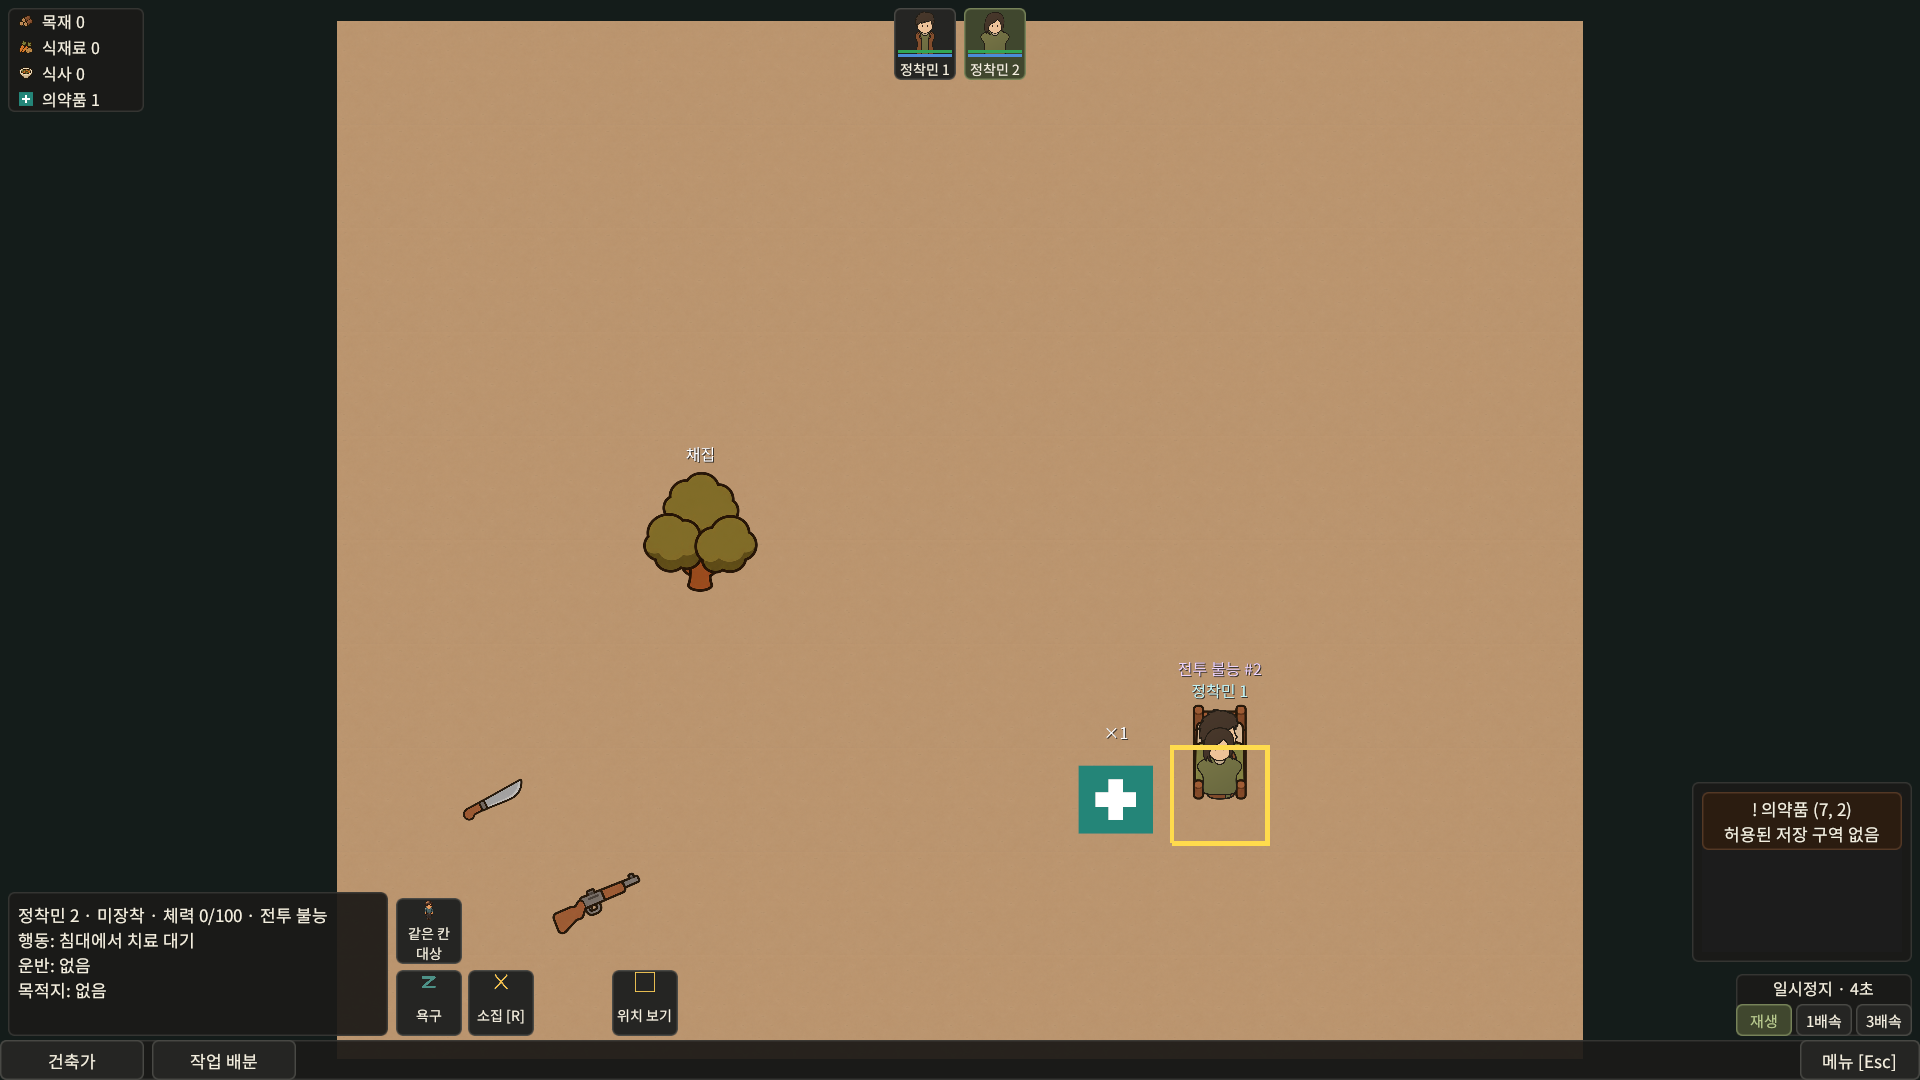 목재 0
식재료 0
식사 0
의약품 1
정착민 1
정착민 2
채집
전투 불능 #2
정착민 1
×1
! 의약품 (7, 2)
허용된 저장 구역 없음
정착민 2 · 미장착 · 체력 0/100 · 전투 불능
행동: 침대에서 치료 대기
운반: 없음
목적지: 없음
같은 칸
대상
욕구
소집 [R]
위치 보기
일시정지 · 4초
재생
1배속
3배속
건축가
작업 배분
메뉴 [Esc]